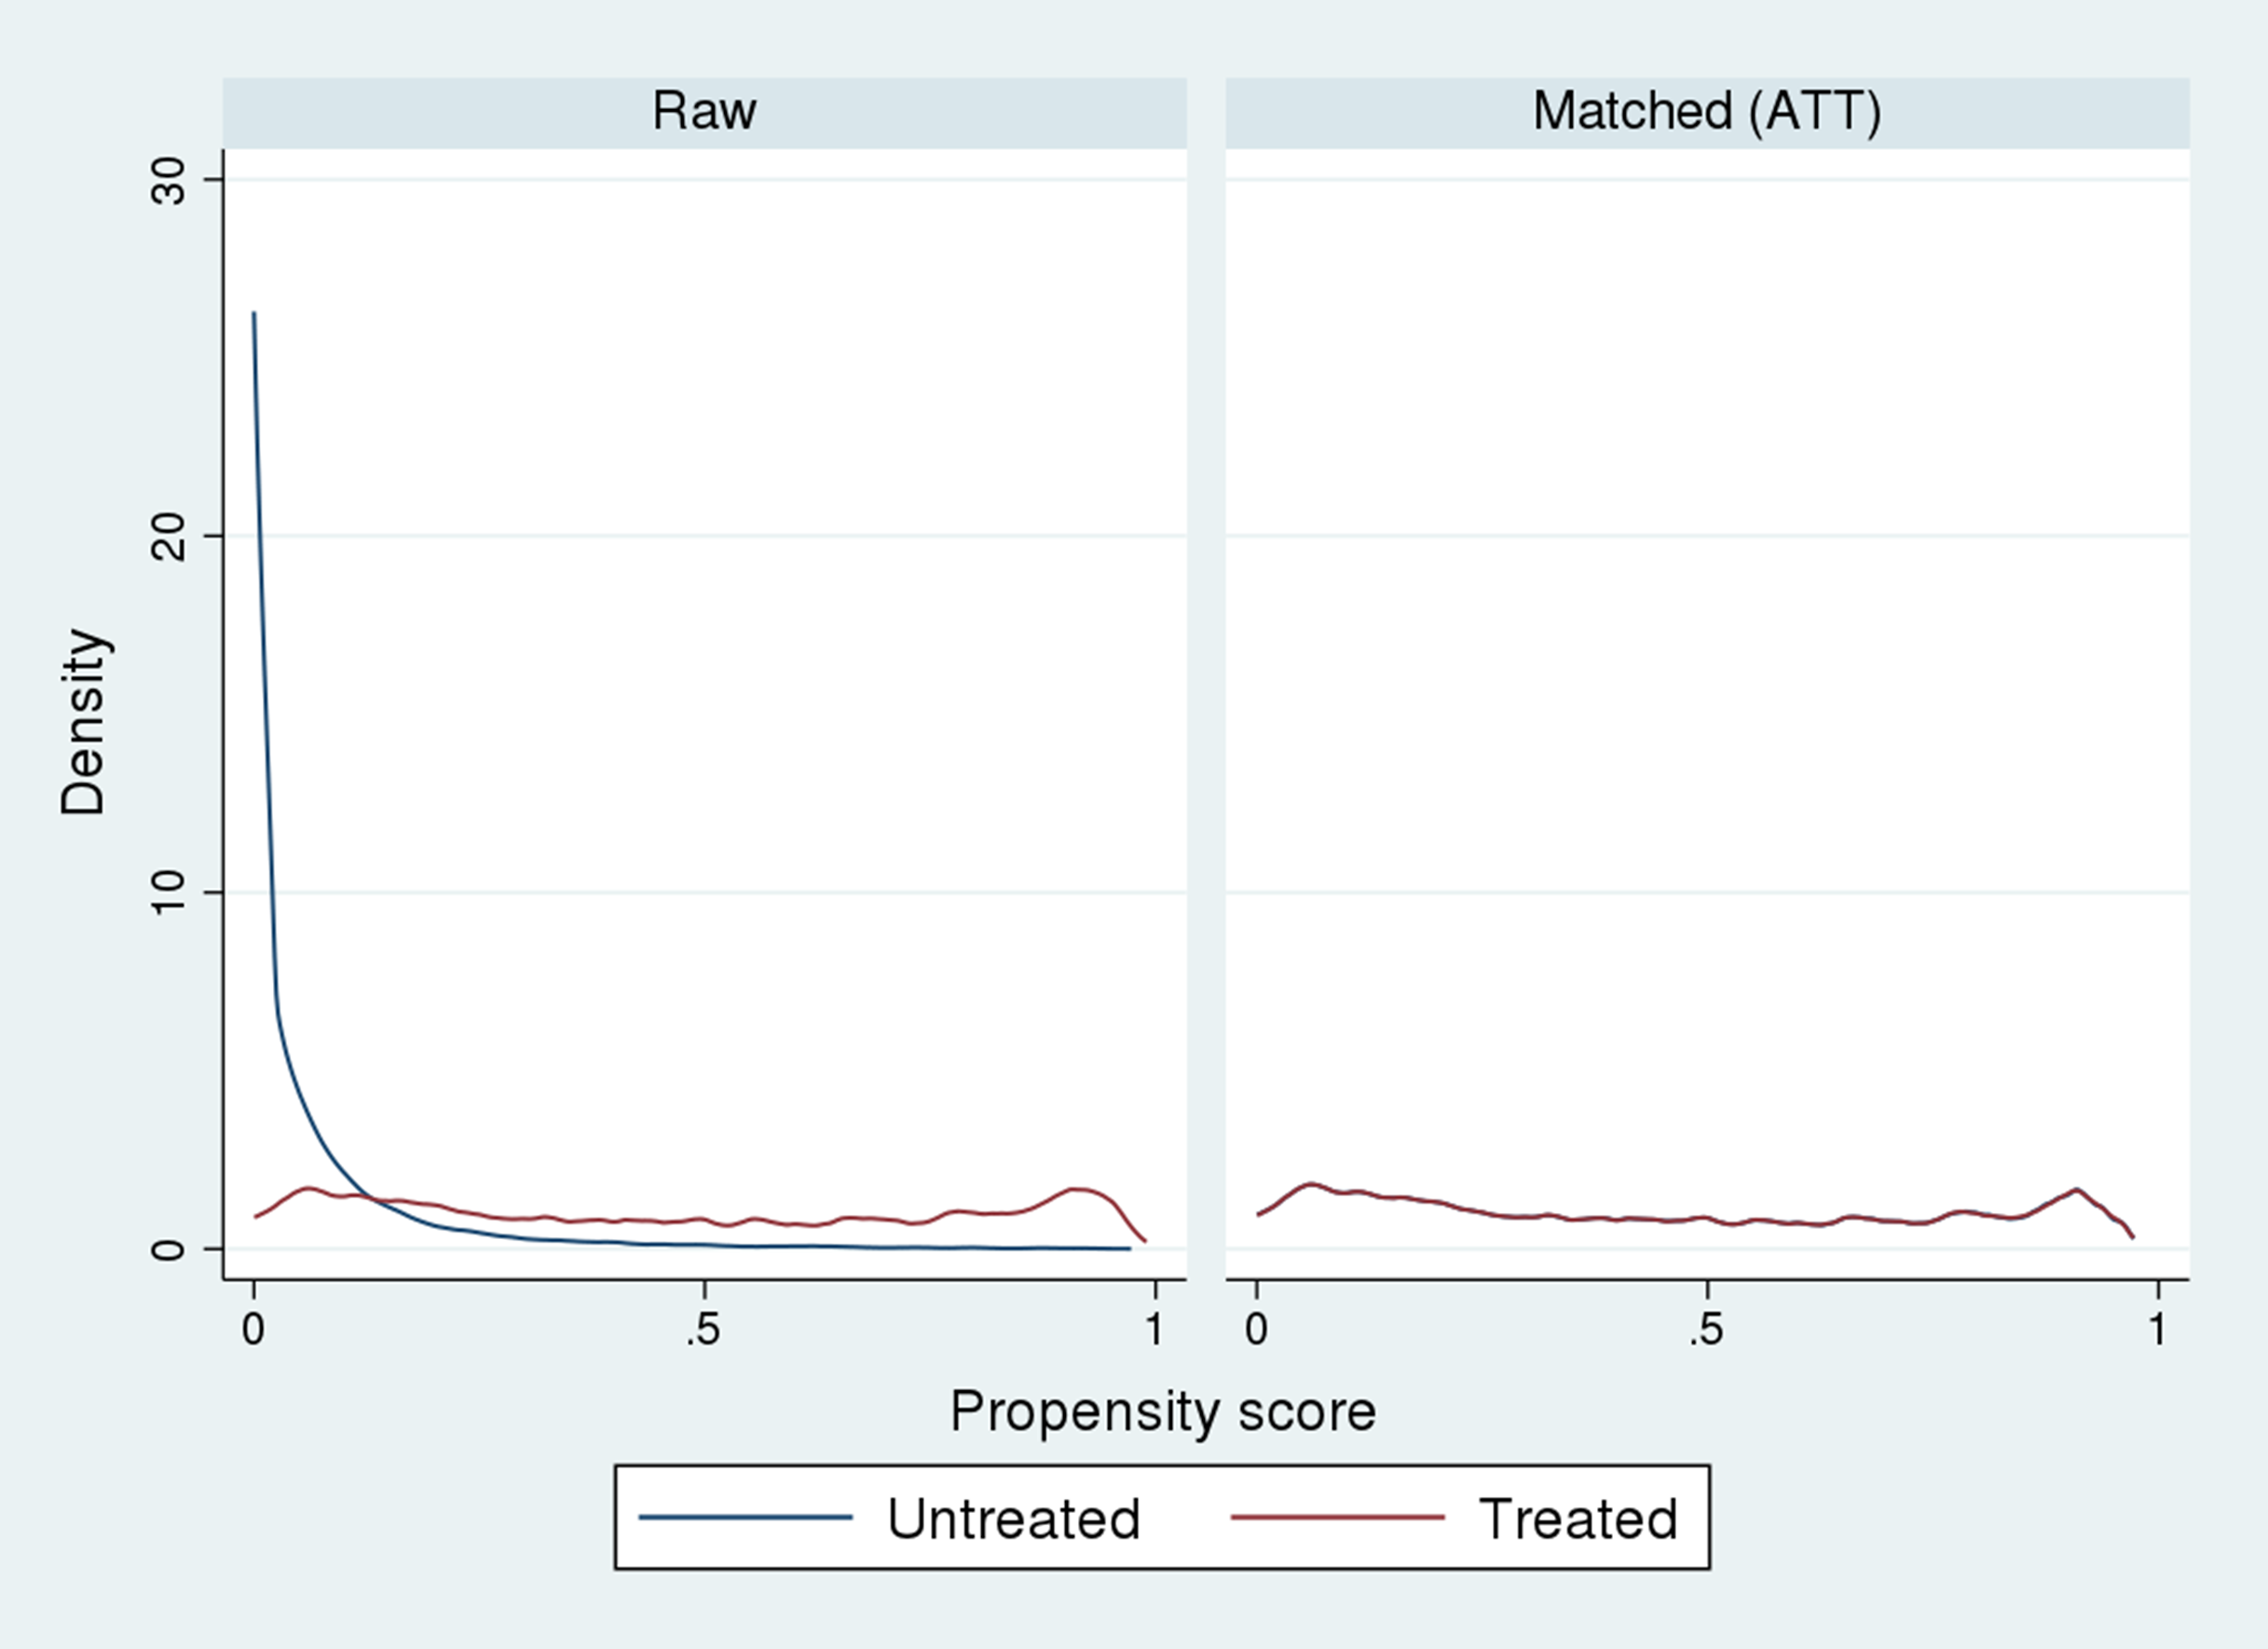 Raw
Matched (ATT)
Density
30
20
10
0
0 .5 1
0 .5 1
Propensity score
Untreated Treated